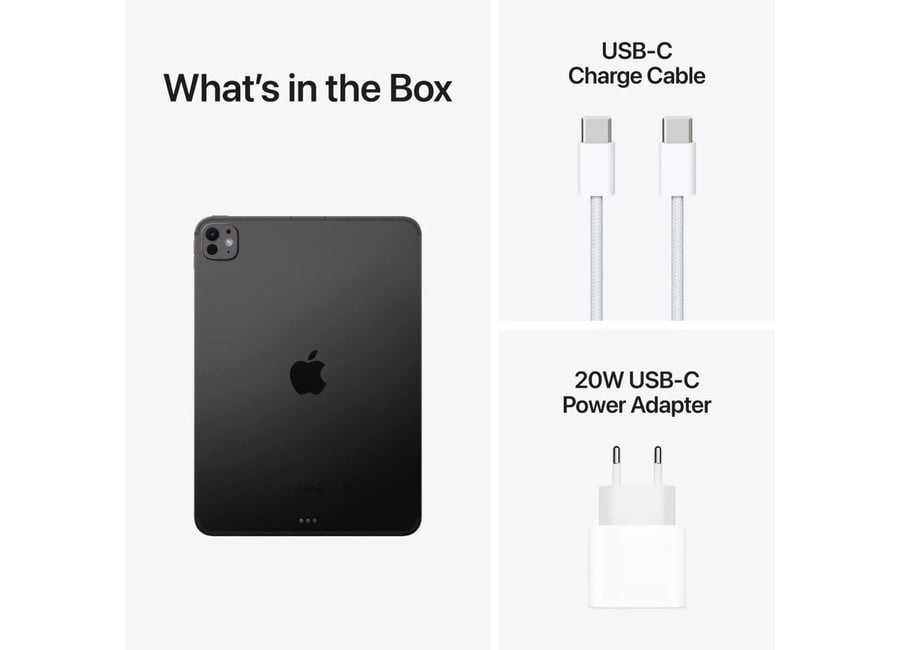 What's in the Box
USB-C
Charge Cable
20W USB-C
Power Adapter